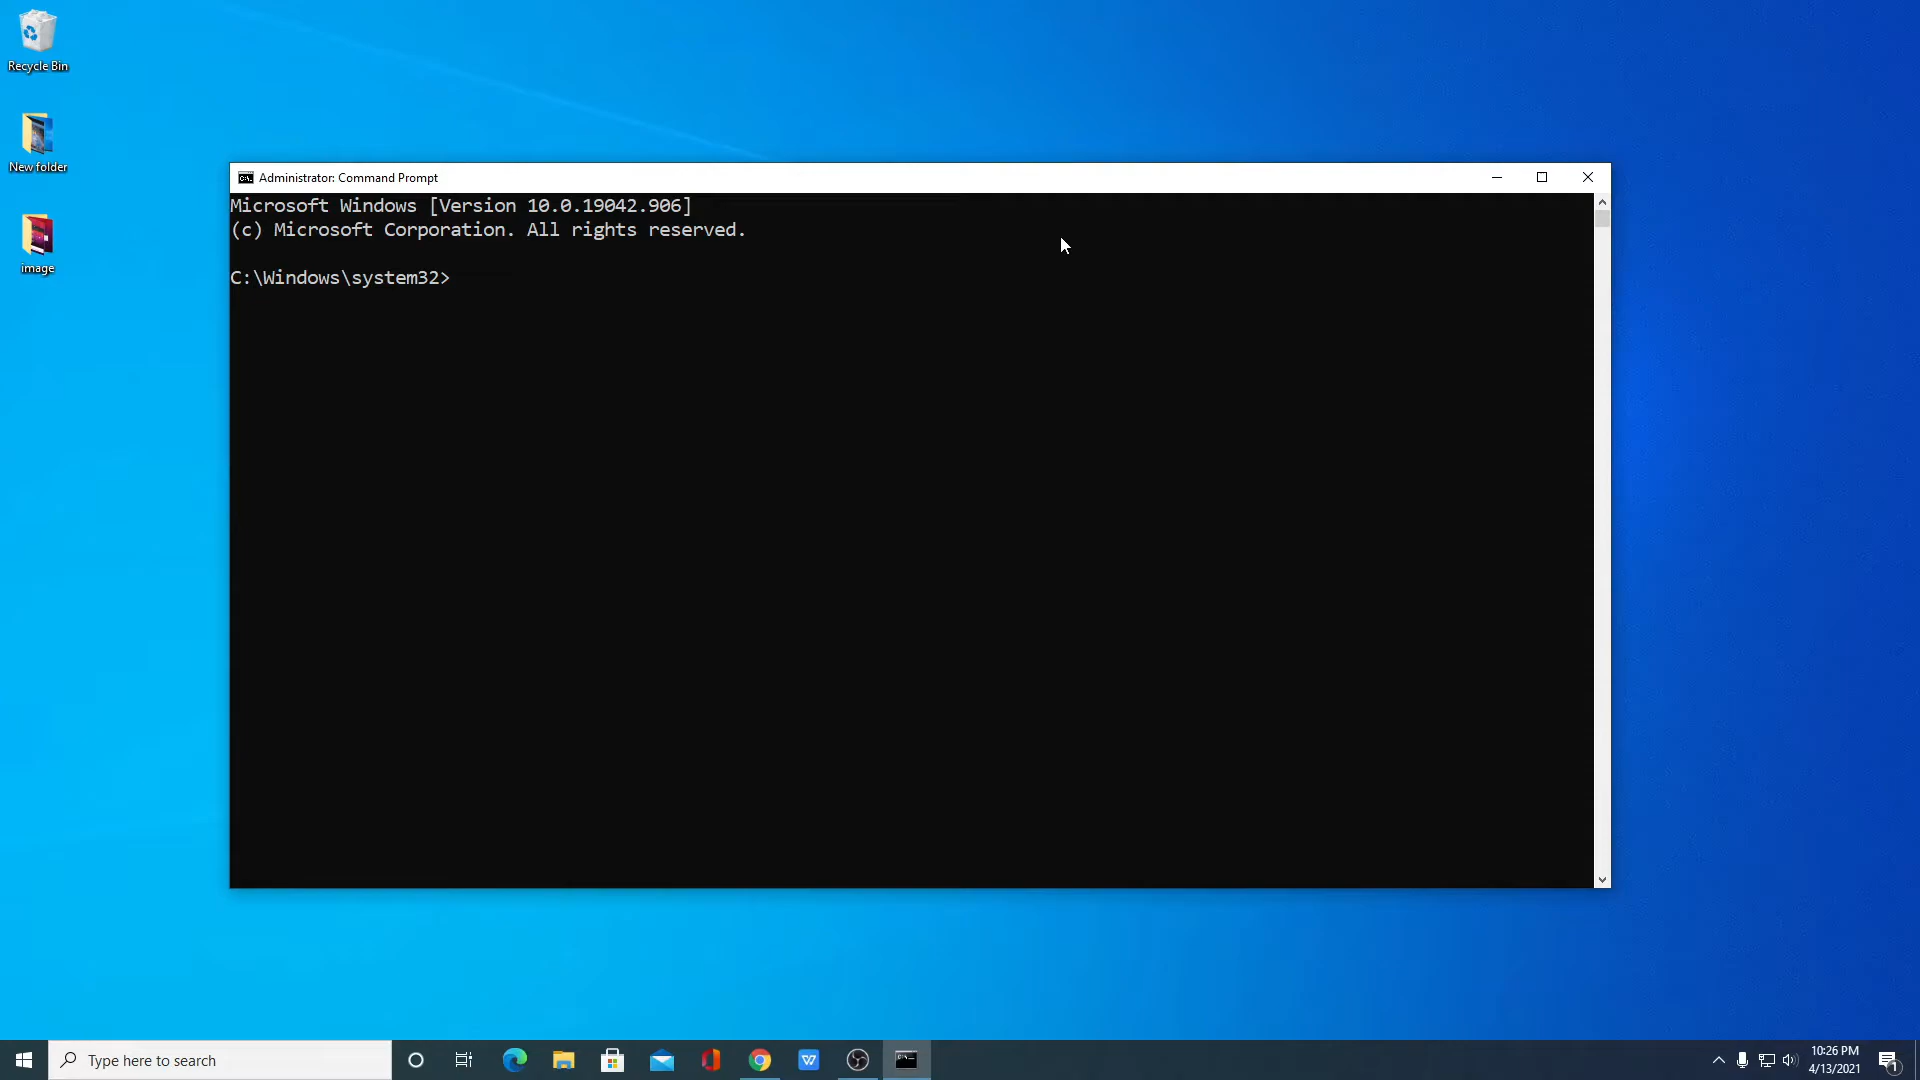 Recycle Bin
New folder
image
Administrator: Command Prompt
Microsoft Windows [Version 10.0.19042.906]
(c) Microsoft Corporation. All rights reserved.
C:\Windows\system32>
Type here to search
10:26 PM
4/13/2021
1